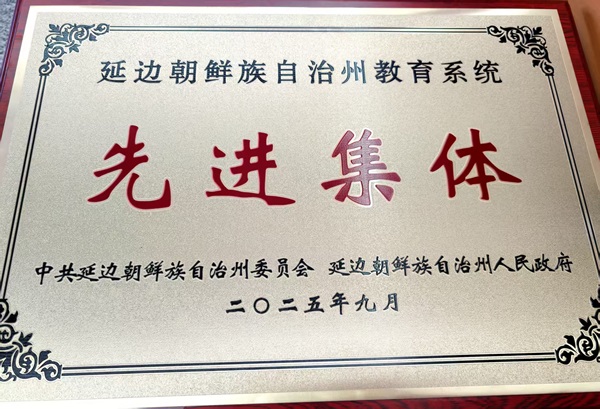 延边朝鲜族自治州教育系统
先进集体
中共延边朝鲜族自治州委员会 延边朝鲜族自治州人民政府
二〇二五年九月